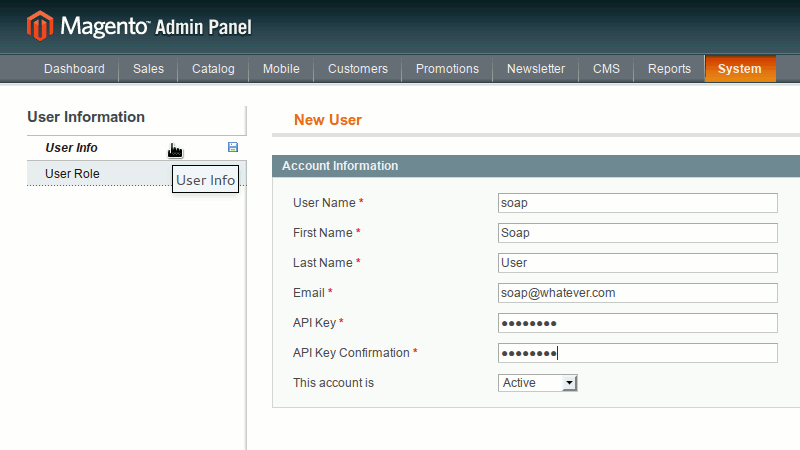 Magento™ Admin Panel
Dashboard Sales Catalog Mobile Customers Promotions Newsletter CMS Reports System
User Information
User Info
User Role
User Info
New User
Account Information
User Name * soap
First Name * Soap
Last Name * User
Email * soap@whatever.com
API Key * ●●●●●●●●
API Key Confirmation * ●●●●●●●●
This account is Active